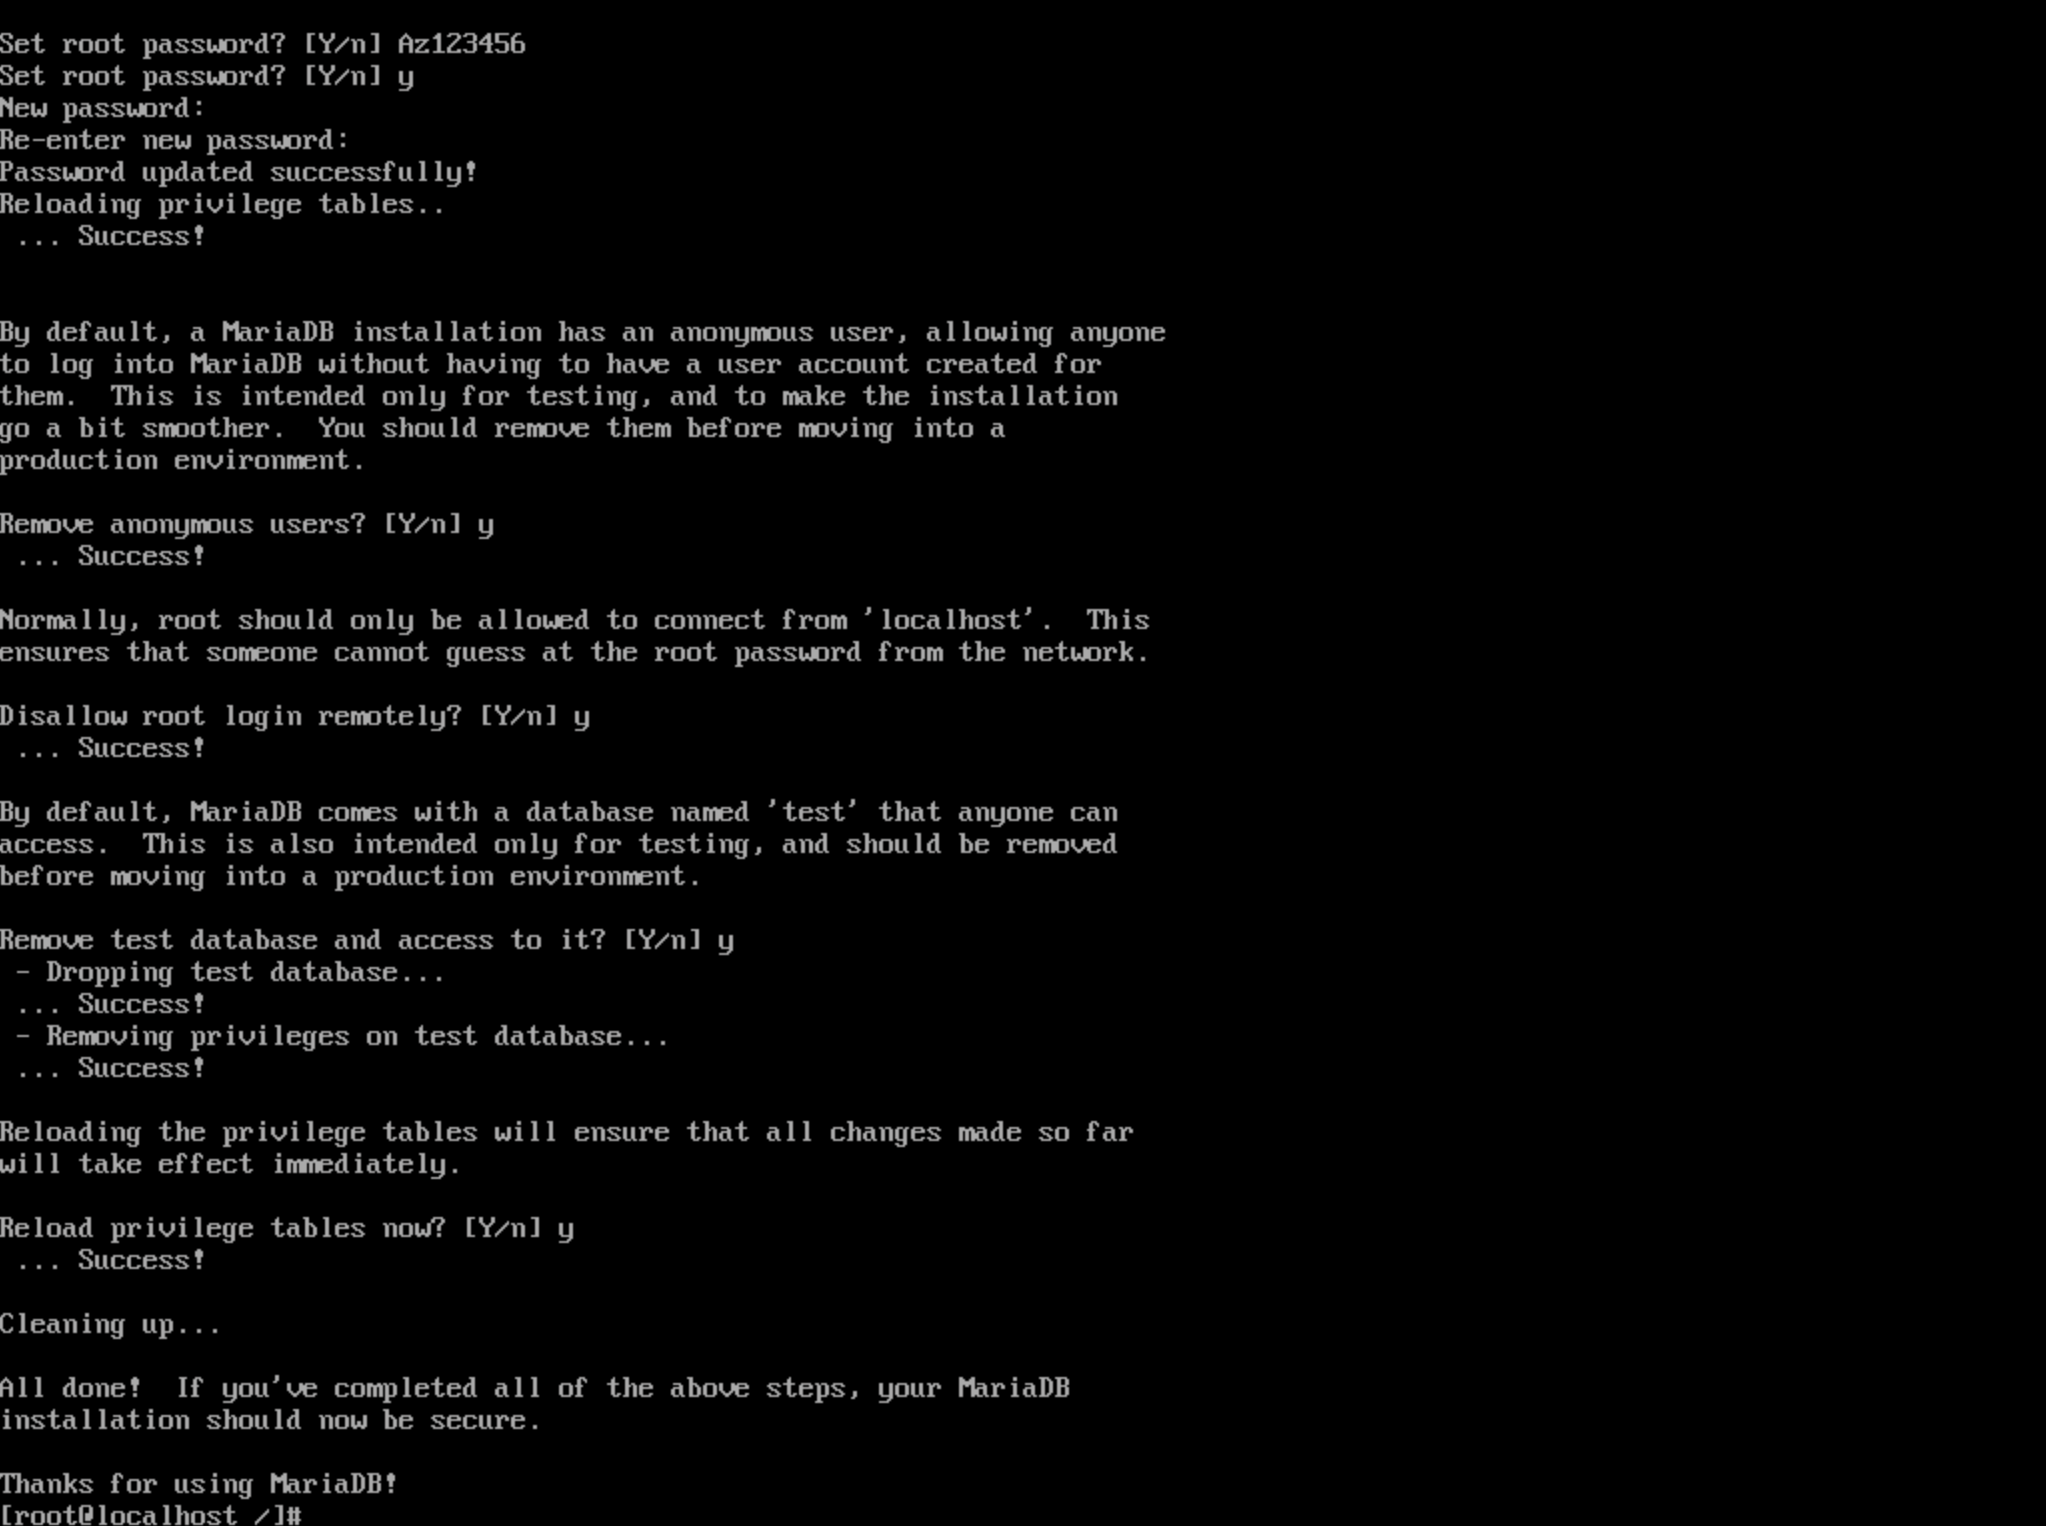 Set root password? [Y/n] Az123456
Set root password? [Y/n] y
New password:
Re-enter new password:
Password updated successfully!
Reloading privilege tables..
 ... Success!
By default, a MariaDB installation has an anonymous user, allowing anyone
to log into MariaDB without having to have a user account created for
them.  This is intended only for testing, and to make the installation
go a bit smoother.  You should remove them before moving into a
production environment.
Remove anonymous users? [Y/n] y
 ... Success!
Normally, root should only be allowed to connect from 'localhost'.  This
ensures that someone cannot guess at the root password from the network.
Disallow root login remotely? [Y/n] y
 ... Success!
By default, MariaDB comes with a database named 'test' that anyone can
access.  This is also intended only for testing, and should be removed
before moving into a production environment.
Remove test database and access to it? [Y/n] y
 - Dropping test database...
 ... Success!
 - Removing privileges on test database...
 ... Success!
Reloading the privilege tables will ensure that all changes made so far
will take effect immediately.
Reload privilege tables now? [Y/n] y
 ... Success!
Cleaning up...
All done!  If you've completed all of the above steps, your MariaDB
installation should now be secure.
Thanks for using MariaDB!
[root@localhost /]#